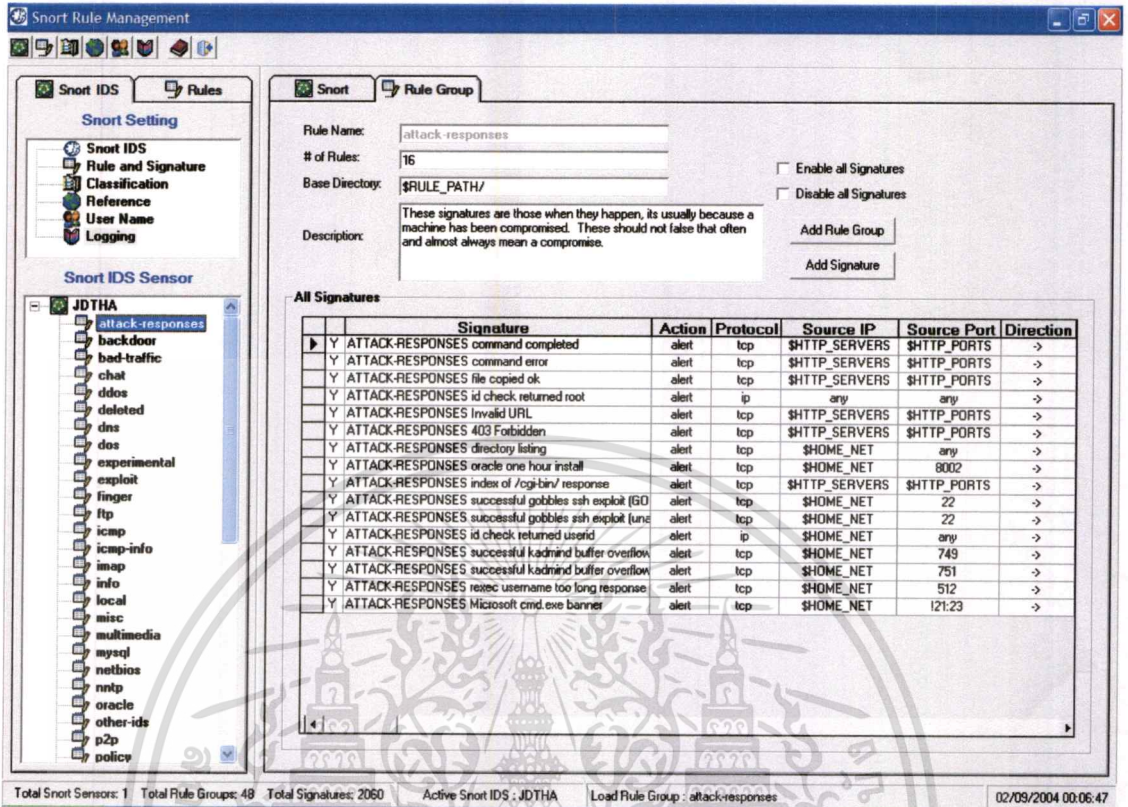 Snort Rule Management
Snort IDS Rules
Snort Setting
Snort IDS
Rule and Signature
Classification
Reference
User Name
Logging
Snort IDS Sensor
JDTHA
attack-responses
backdoor
bad-traffic
chat
ddos
deleted
dns
dos
experimental
exploit
finger
ftp
icmp
icmp-info
imap
info
local
misc
multimedia
mysql
netbios
nntp
oracle
other-ids
p2p
policy
Snort Rule Group
Rule Name: attack-responses
# of Rules: 16
Base Directory: $RULE_PATH/
Enable all Signatures
Disable all Signatures
Description: These signatures are those when they happen, its usually because a
machine has been compromised. These should not false that often
and almost always mean a compromise.
Add Rule Group
Add Signature
All Signatures
Signature Action Protocol Source IP Source Port Direction
Y ATTACK-RESPONSES command completed alert tcp $HTTP_SERVERS $HTTP_PORTS ->
Y ATTACK-RESPONSES command error alert tcp $HTTP_SERVERS $HTTP_PORTS ->
Y ATTACK-RESPONSES file copied ok alert tcp $HTTP_SERVERS $HTTP_PORTS ->
Y ATTACK-RESPONSES id check returned root alert ip any any ->
Y ATTACK-RESPONSES Invalid URL alert tcp $HTTP_SERVERS $HTTP_PORTS ->
Y ATTACK-RESPONSES 403 Forbidden alert tcp $HTTP_SERVERS $HTTP_PORTS ->
Y ATTACK-RESPONSES directory listing alert tcp $HOME_NET any ->
Y ATTACK-RESPONSES oracle one hour install alert tcp $HOME_NET 8002 ->
Y ATTACK-RESPONSES index of /cgi-bin/ response alert tcp $HTTP_SERVERS $HTTP_PORTS ->
Y ATTACK-RESPONSES successful gobbles ssh exploit (GO alert tcp $HOME_NET 22 ->
Y ATTACK-RESPONSES successful gobbles ssh exploit (una alert tcp $HOME_NET 22 ->
Y ATTACK-RESPONSES id check returned userid alert ip $HOME_NET any ->
Y ATTACK-RESPONSES successful kadmind buffer overflow alert tcp $HOME_NET 749 ->
Y ATTACK-RESPONSES successful kadmind buffer overflow alert tcp $HOME_NET 751 ->
Y ATTACK-RESPONSES rexec username too long response alert tcp $HOME_NET 512 ->
Y ATTACK-RESPONSES Microsoft cmd.exe banner alert tcp $HOME_NET !21:23 ->
Total Snort Sensors: 1 Total Rule Groups: 48 Total Signatures: 2060 Active Snort IDS : JDTHA Load Rule Group : attack-responses 02/09/2004 00:06:47